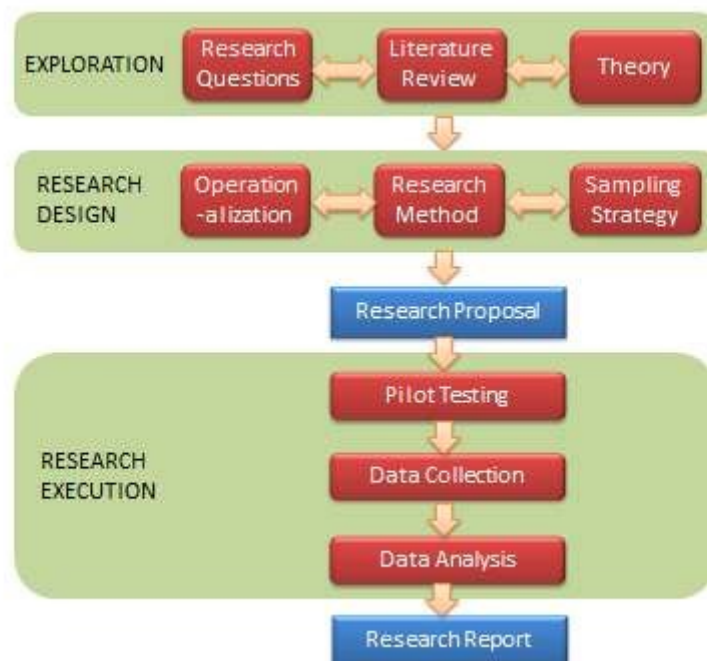 EXPLORATION
Research
Questions
Literature
Review
Theory
RESEARCH
DESIGN
Operation
-alization
Research
Method
Sampling
Strategy
Research Proposal
Pilot Testing
RESEARCH
EXECUTION
Data Collection
Data Analysis
Research Report